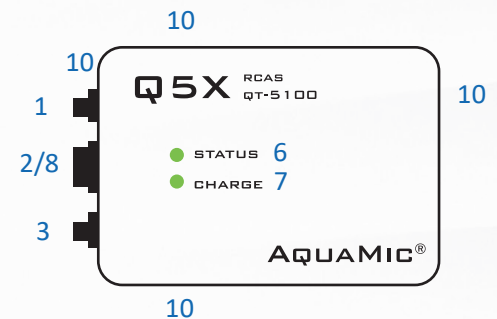 10
10
Q5X RCAS
QT-5100
10
1
STATUS 6
2/8
CHARGE 7
3
AQUAMIC®
10